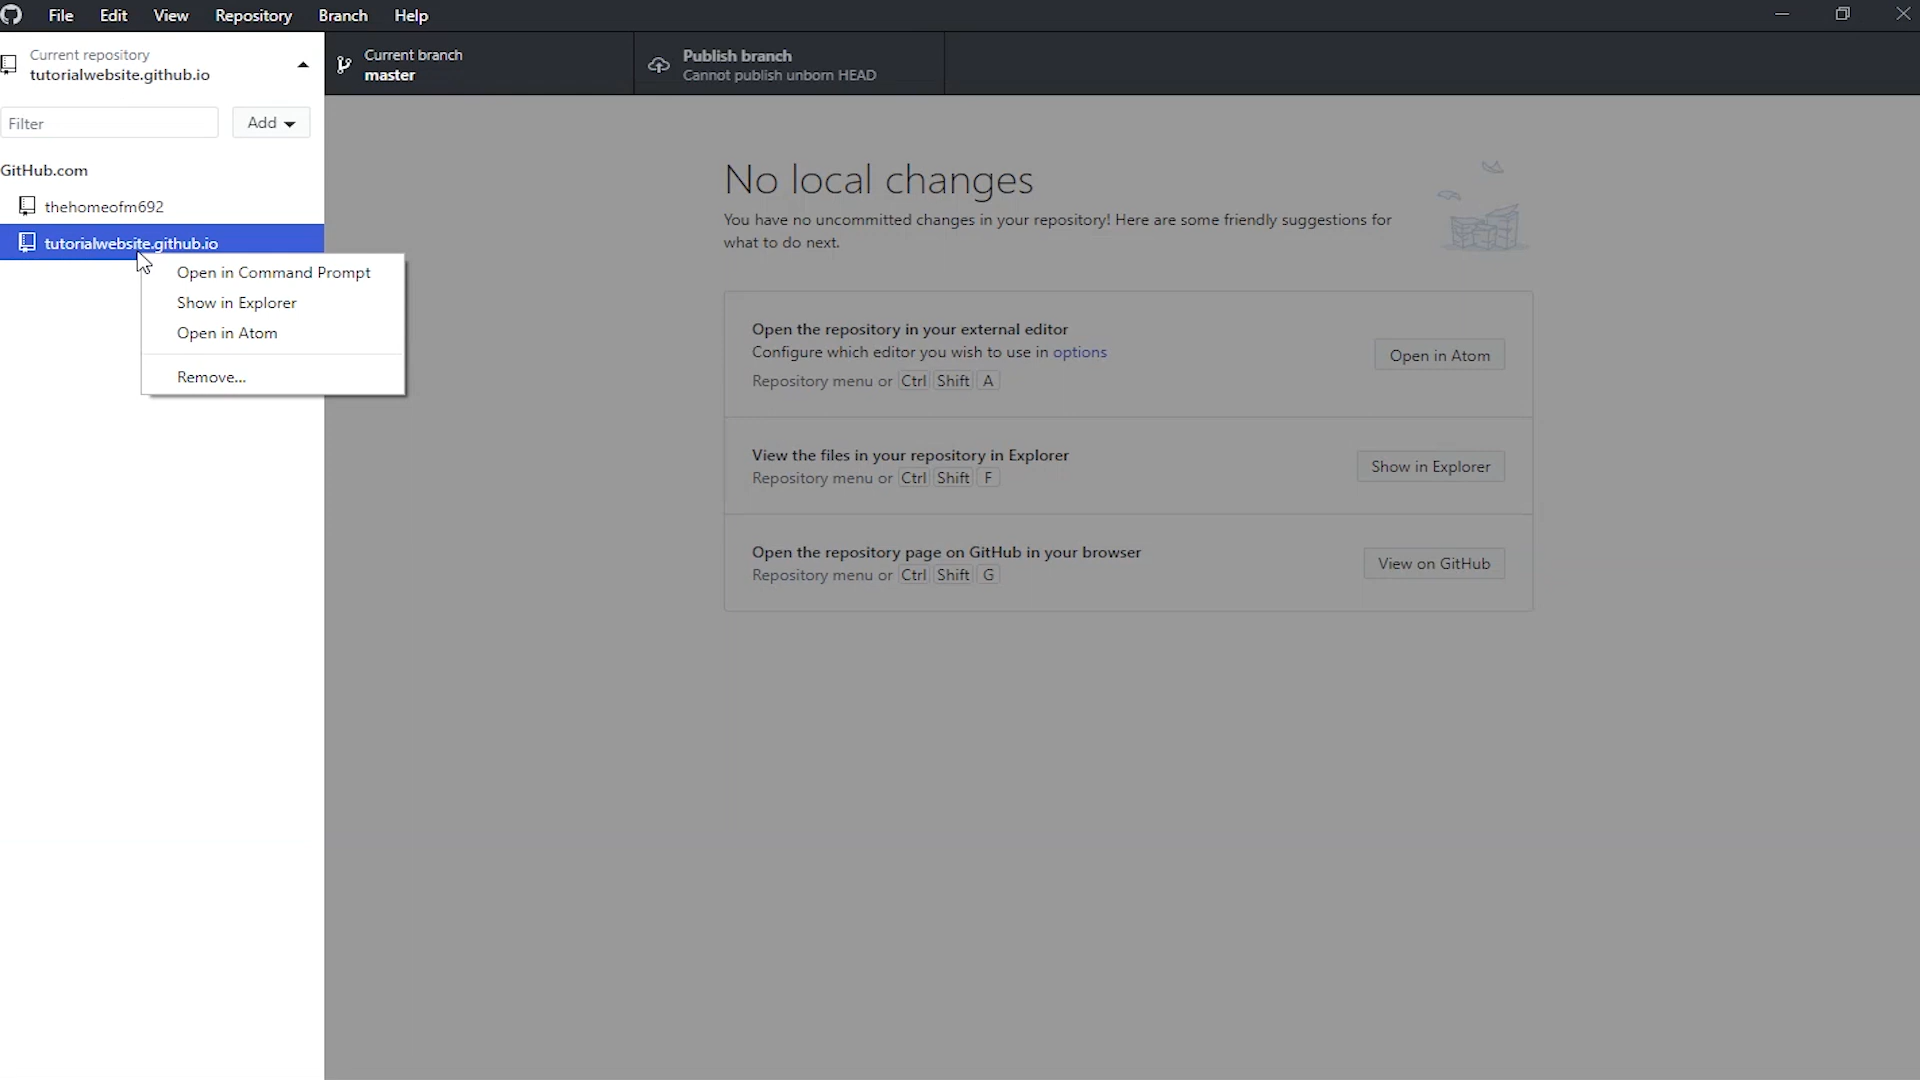 File Edit View Repository Branch Help
Current repository
tutorialwebsite.github.io
Current branch
master
Publish branch
Cannot publish unborn HEAD
Filter
Add
GitHub.com
thehomeofm692
tutorialwebsite.github.io
Open in Command Prompt
Show in Explorer
Open in Atom
Remove...
No local changes
You have no uncommitted changes in your repository! Here are some friendly suggestions for
what to do next.
Open the repository in your external editor
Configure which editor you wish to use in options
Repository menu or Ctrl Shift A
Open in Atom
View the files in your repository in Explorer
Repository menu or Ctrl Shift F
Show in Explorer
Open the repository page on GitHub in your browser
Repository menu or Ctrl Shift G
View on GitHub